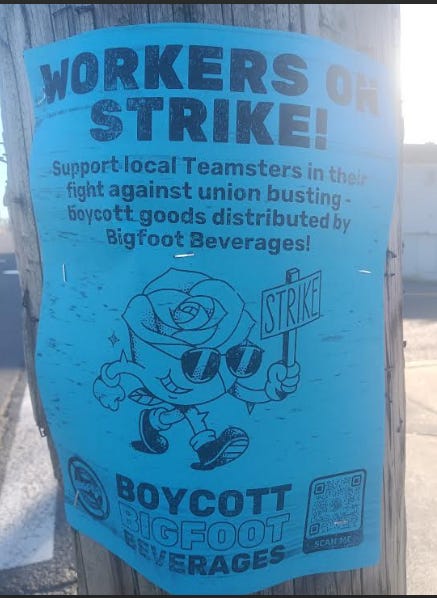 WORKERS ON
STRIKE!
Support local Teamsters in their
fight against union busting -
boycott goods distributed by
Bigfoot Beverages!
STRIKE
BOYCOTT
BIGFOOT
BEVERAGES
SCAN ME